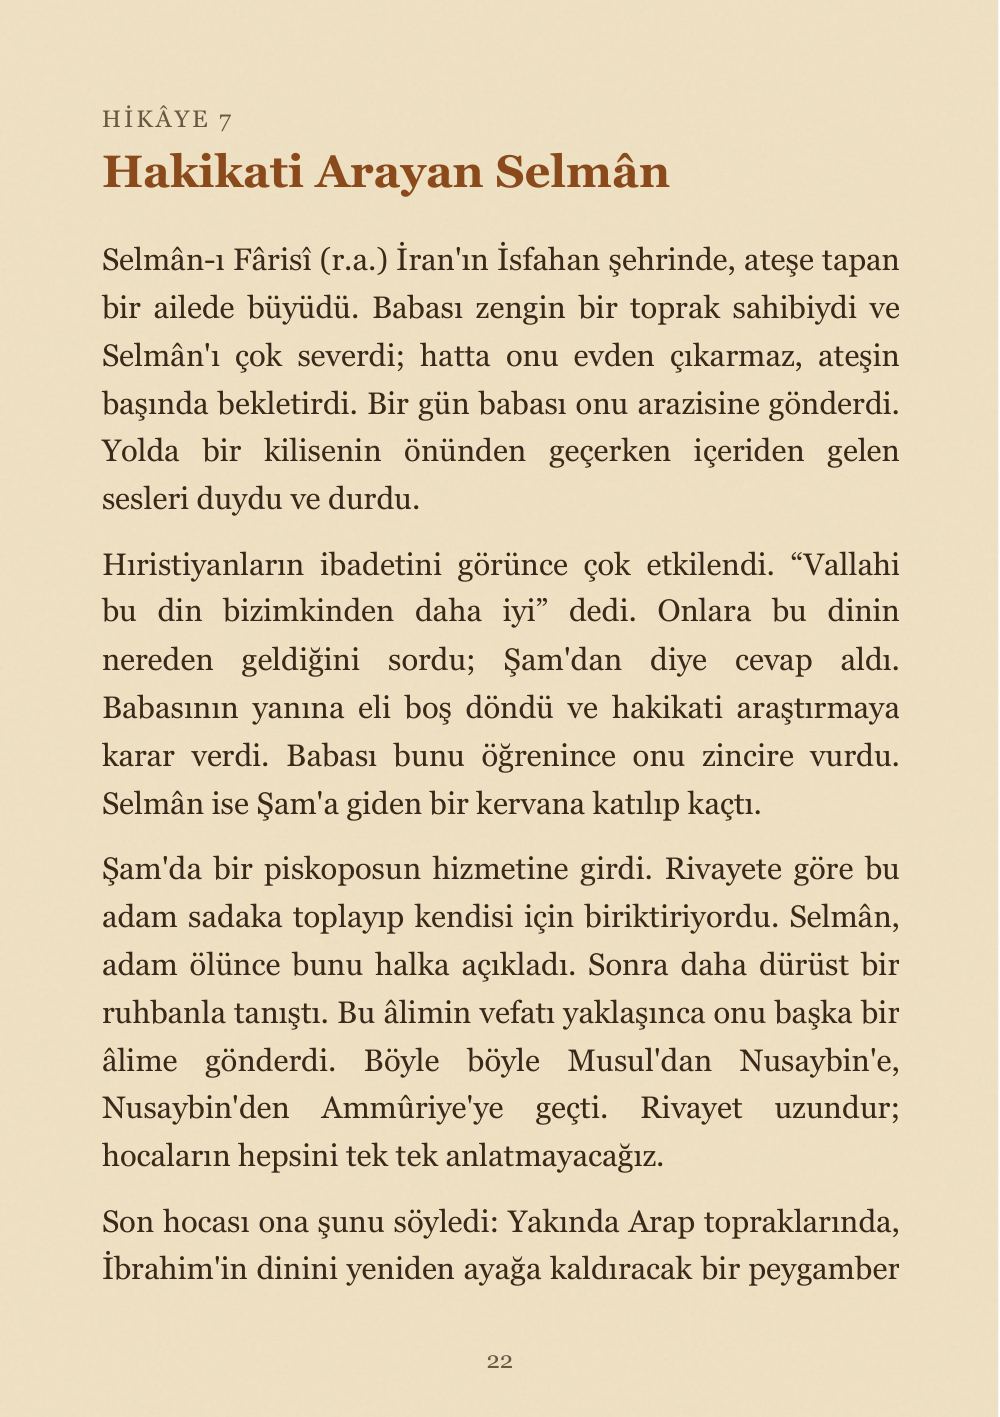 HİKÂYE 7
Hakikati Arayan Selmân
Selmân-ı Fârisî (r.a.) İran'ın İsfahan şehrinde, ateşe tapan
bir ailede büyüdü. Babası zengin bir toprak sahibiydi ve
Selmân'ı çok severdi; hatta onu evden çıkarmaz, ateşin
başında bekletirdi. Bir gün babası onu arazisine gönderdi.
Yolda bir kilisenin önünden geçerken içeriden gelen
sesleri duydu ve durdu.
Hıristiyanların ibadetini görünce çok etkilendi. “Vallahi
bu din bizimkinden daha iyi” dedi. Onlara bu dinin
nereden geldiğini sordu; Şam'dan diye cevap aldı.
Babasının yanına eli boş döndü ve hakikati araştırmaya
karar verdi. Babası bunu öğrenince onu zincire vurdu.
Selmân ise Şam'a giden bir kervana katılıp kaçtı.
Şam'da bir piskoposun hizmetine girdi. Rivayete göre bu
adam sadaka toplayıp kendisi için biriktiriyordu. Selmân,
adam ölünce bunu halka açıkladı. Sonra daha dürüst bir
ruhbanla tanıştı. Bu âlimin vefatı yaklaşınca onu başka bir
âlime gönderdi. Böyle böyle Musul'dan Nusaybin'e,
Nusaybin'den Ammûriye'ye geçti. Rivayet uzundur;
hocaların hepsini tek tek anlatmayacağız.
Son hocası ona şunu söyledi: Yakında Arap topraklarında,
İbrahim'in dinini yeniden ayağa kaldıracak bir peygamber
22